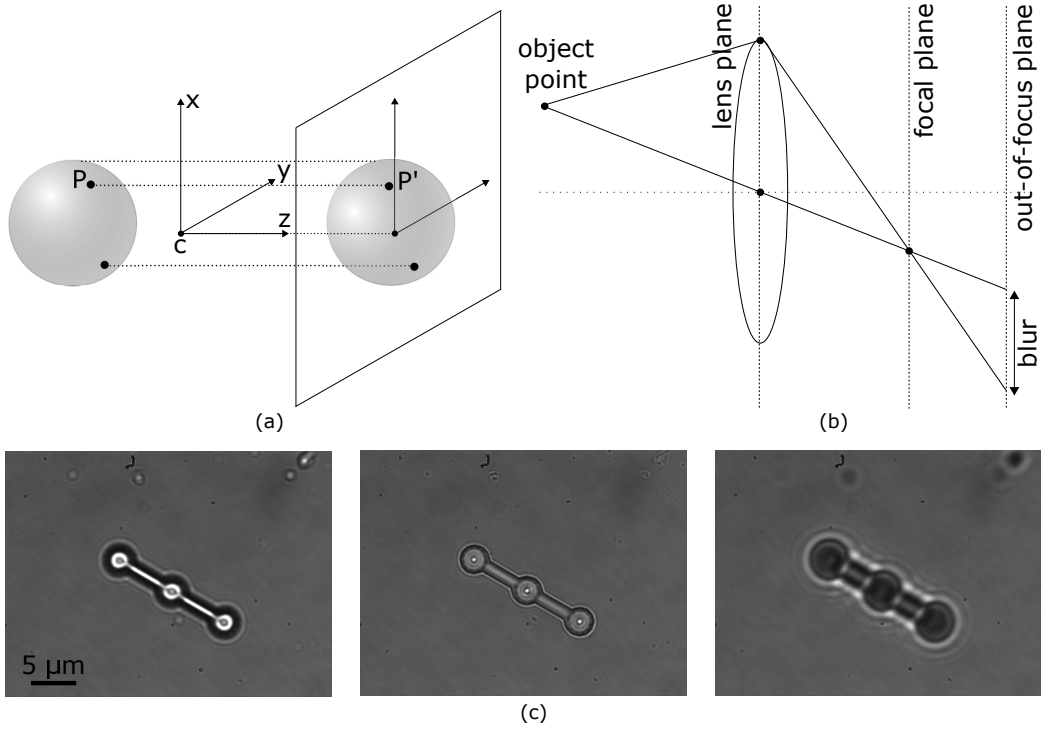 object
point
lens plane
focal plane
out-of-focus plane
x
y
z
c
P
P'
blur
(a)
(b)
5 μm
(c)